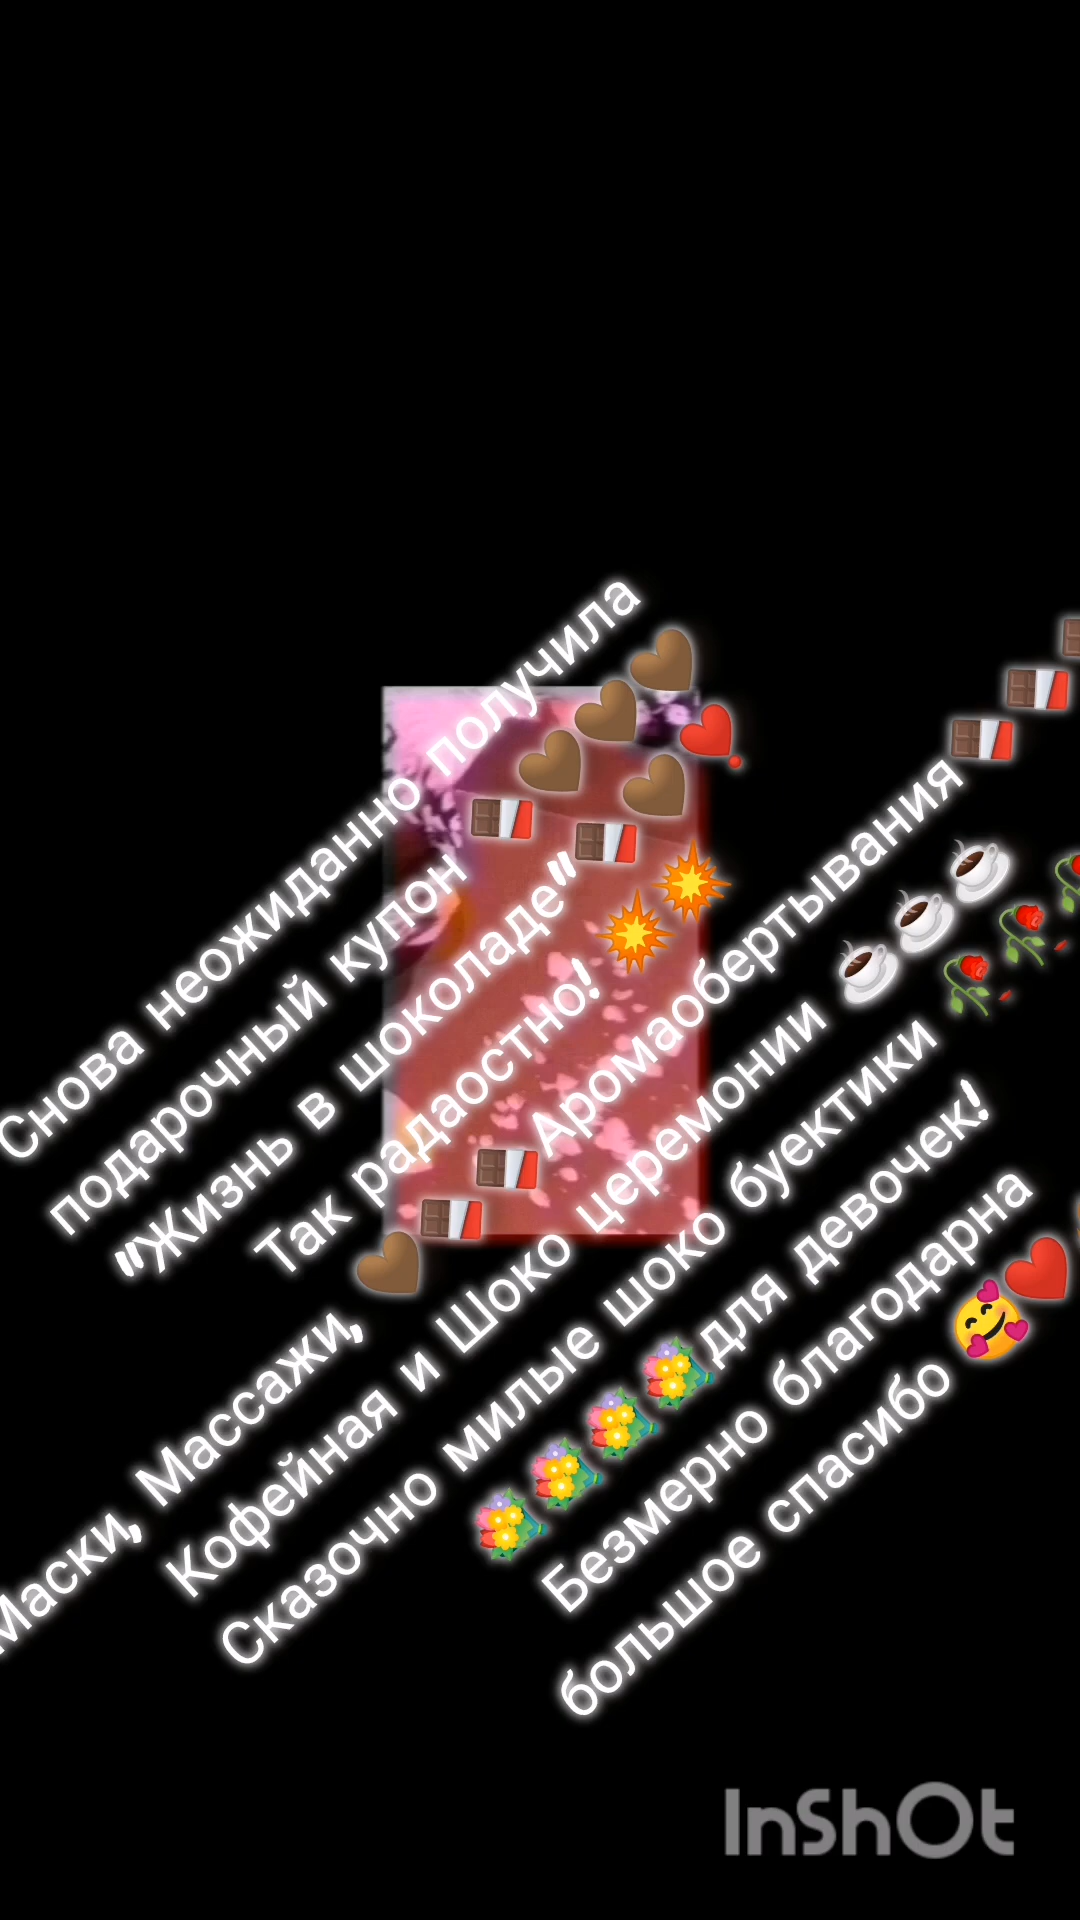 Снова неожиданно получила
подарочный купон 🍫🤎🤎🤎
"Жизнь в шоколаде" 🍫🤎❣
Так радаостно! 💥💥
Маски, Массажи, 🤎🍫🍫 Аромаобертывания 🍫🍫🍫
Кофейная и Шоко церемонии ☕☕☕
Сказочно милые шоко буектики 🥀🥀🥀
💐💐💐💐для девочек!
Безмерно благодарна
большое спасибо 🥰❤
InShOt